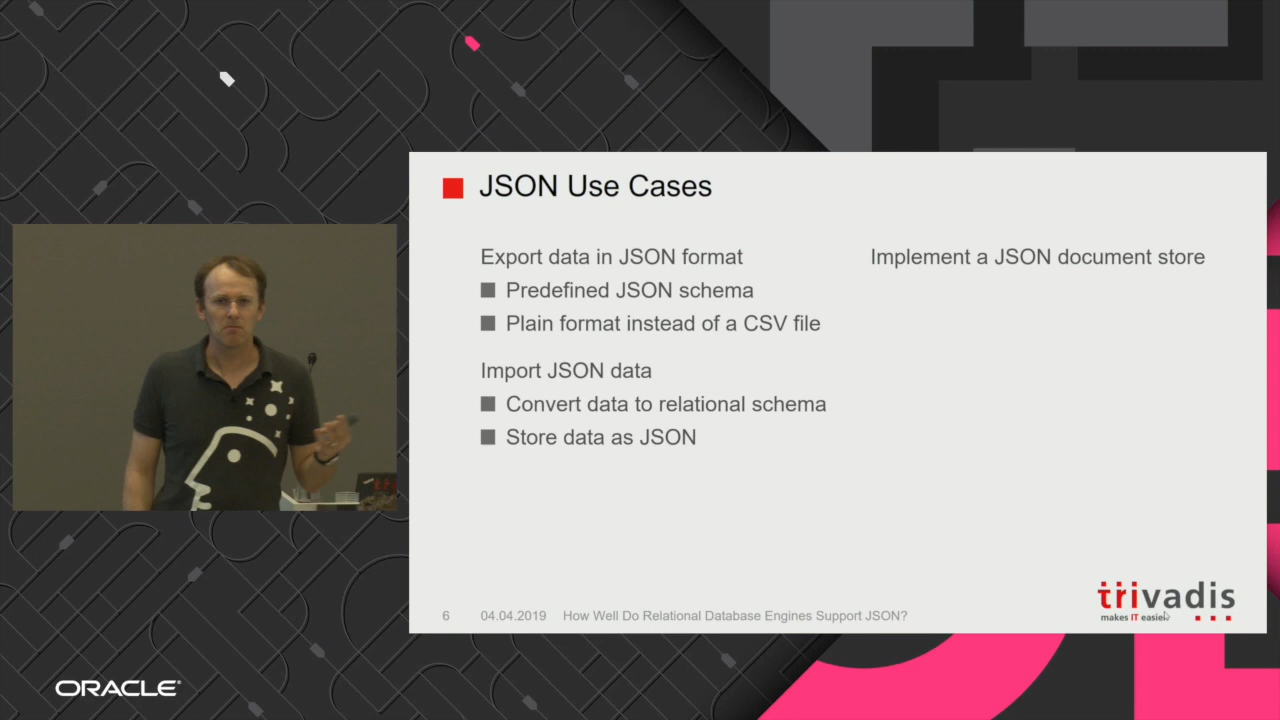 JSON Use Cases
Export data in JSON format
Predefined JSON schema
Plain format instead of a CSV file
Import JSON data
Convert data to relational schema
Store data as JSON
Implement a JSON document store
6 04.04.2019 How Well Do Relational Database Engines Support JSON?
trivadis
makes IT easier
ORACLE